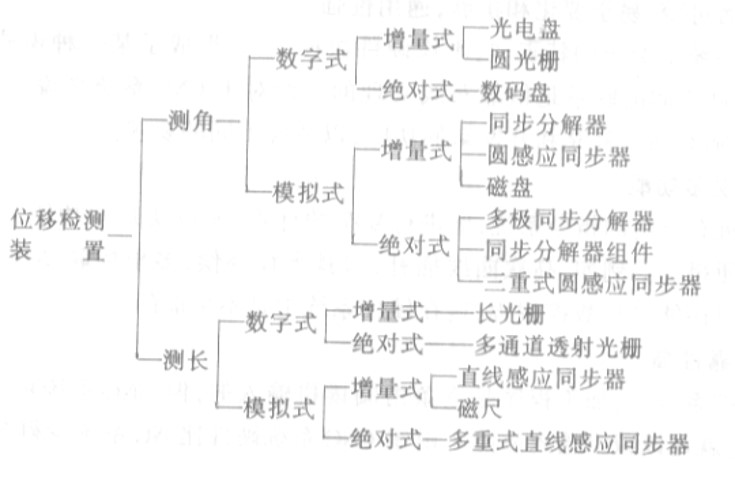 光电盘
增量式
数字式
圆光栅
绝对式
数码盘
测角
同步分解器
增量式
圆感应同步器
模拟式
磁盘
位移检测
装 置
多极同步分解器
绝对式
同步分解器组件
三重式圆感应同步器
数字式
增量式
长光栅
绝对式
多通道透射光栅
测长
直线感应同步器
增量式
模拟式
磁尺
绝对式
多重式直线感应同步器